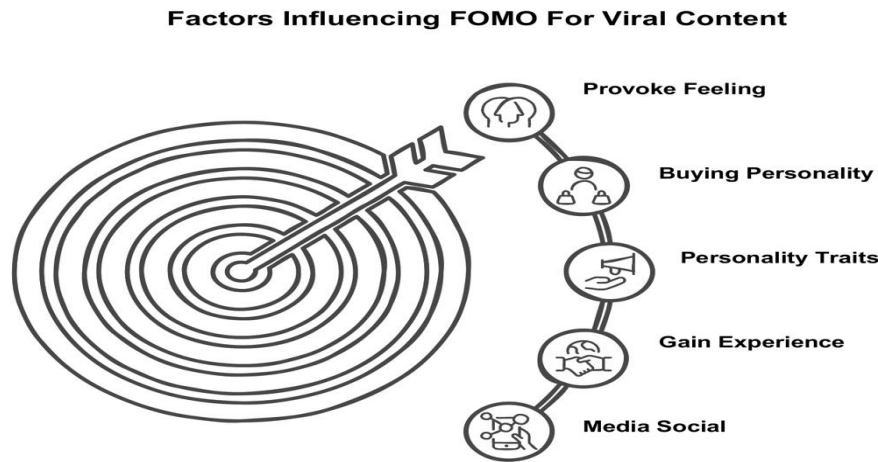 Factors Influencing FOMO For Viral Content
Provoke Feeling
Buying Personality
Personality Traits
Gain Experience
Media Social